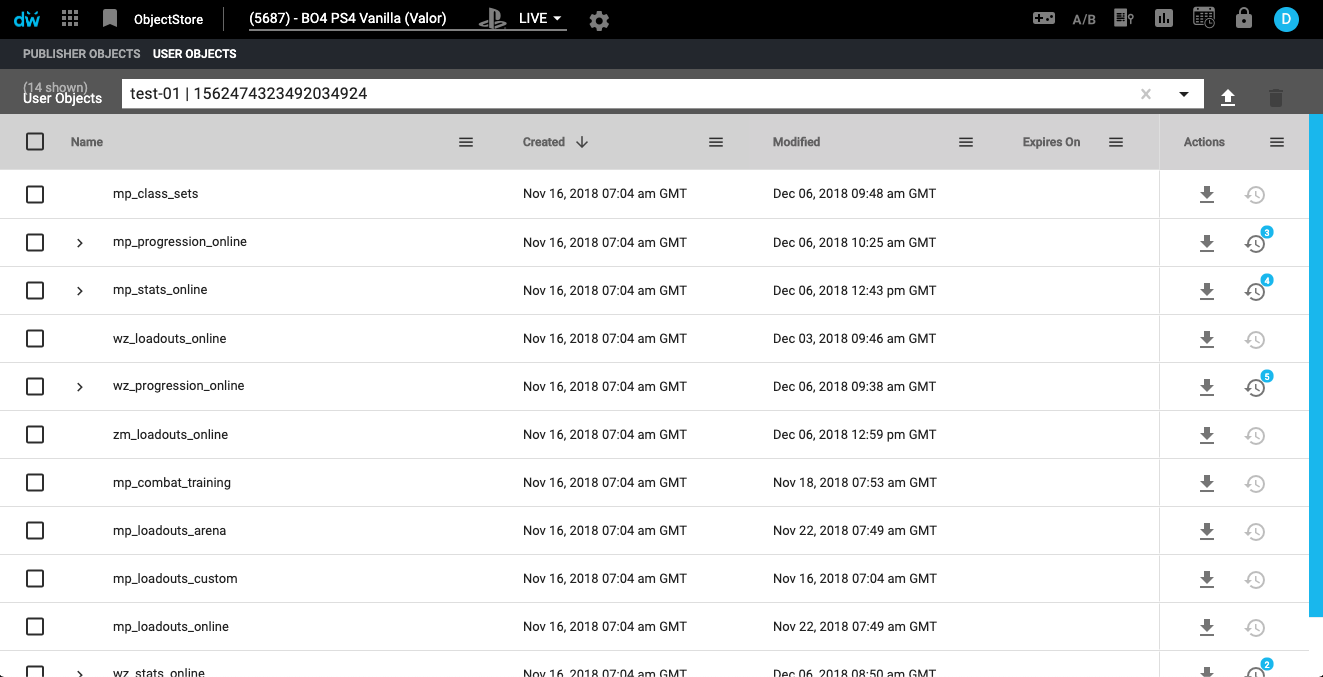 dw ObjectStore (5687) - BO4 PS4 Vanilla (Valor) LIVE A/B D
PUBLISHER OBJECTS USER OBJECTS
(14 shown)
User Objects test-01 | 1562474323492034924
Name Created Modified Expires On Actions
mp_class_sets Nov 16, 2018 07:04 am GMT Dec 06, 2018 09:48 am GMT
mp_progression_online Nov 16, 2018 07:04 am GMT Dec 06, 2018 10:25 am GMT 3
mp_stats_online Nov 16, 2018 07:04 am GMT Dec 06, 2018 12:43 pm GMT 4
wz_loadouts_online Nov 16, 2018 07:04 am GMT Dec 03, 2018 09:46 am GMT
wz_progression_online Nov 16, 2018 07:04 am GMT Dec 06, 2018 09:38 am GMT 5
zm_loadouts_online Nov 16, 2018 07:04 am GMT Dec 06, 2018 12:59 pm GMT
mp_combat_training Nov 16, 2018 07:04 am GMT Nov 18, 2018 07:53 am GMT
mp_loadouts_arena Nov 16, 2018 07:04 am GMT Nov 22, 2018 07:49 am GMT
mp_loadouts_custom Nov 16, 2018 07:04 am GMT Nov 16, 2018 07:04 am GMT
mp_loadouts_online Nov 16, 2018 07:04 am GMT Nov 22, 2018 07:49 am GMT
wz_stats_online Nov 16, 2018 07:04 am GMT Dec 06, 2018 08:50 am GMT 2